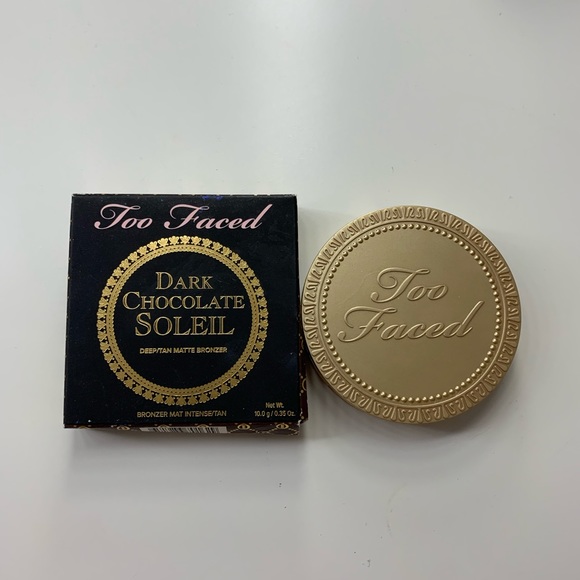 Too Faced
DARK
CHOCOLATE
SOLEIL
DEEP/TAN MATTE BRONZER
Net Wt.
BRONZER MAT INTENSE/TAN
10.0 g / 0.35 Oz.
Too
Faced